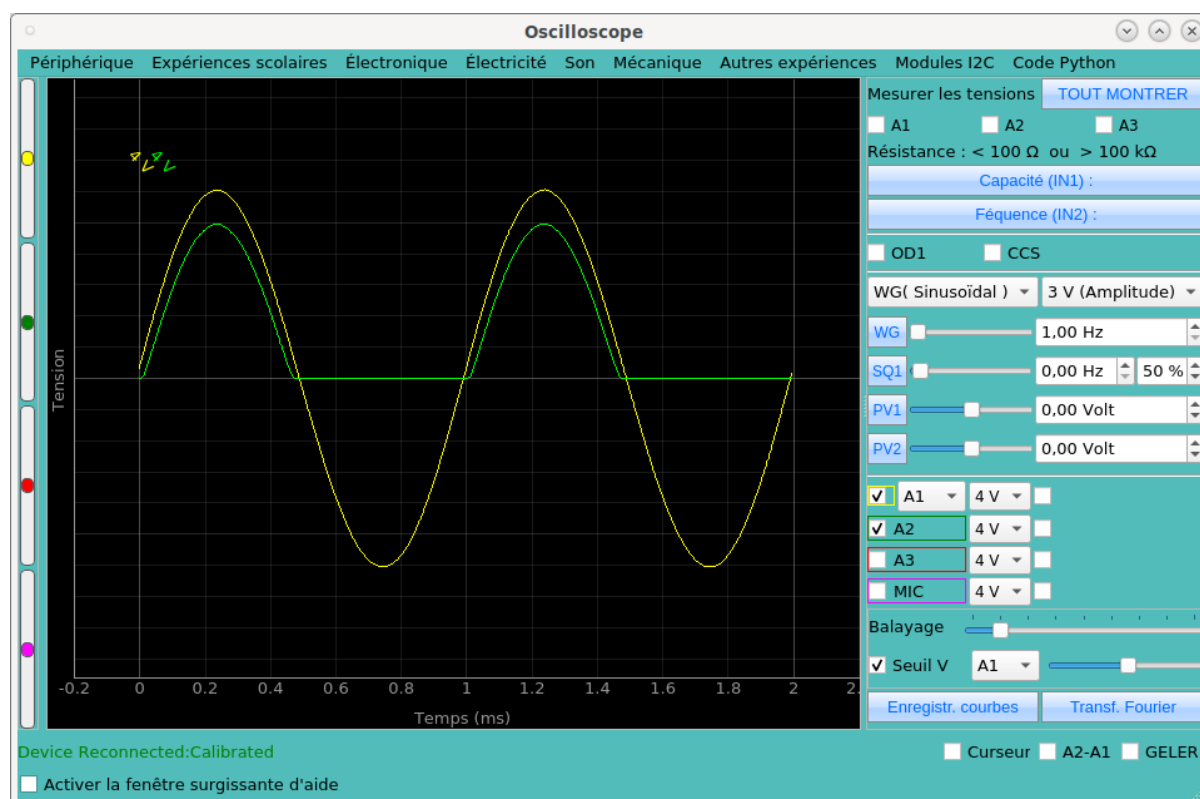 Oscilloscope
Périphérique Expériences scolaires Électronique Électricité Son Mécanique Autres expériences Modules I2C Code Python
Mesurer les tensions TOUT MONTRER
A1 A2 A3
Résistance : < 100 Ω ou > 100 kΩ
Capacité (IN1) :
Féquence (IN2) :
OD1 CCS
WG( Sinusoïdal ) 3 V (Amplitude)
WG 1,00 Hz
SQ1 0,00 Hz 50 %
PV1 0,00 Volt
PV2 0,00 Volt
A1 4 V
A2 4 V
A3 4 V
MIC 4 V
Balayage
Seuil V A1
Enregistr. courbes Transf. Fourier
4V 4V
Tension
-0.2 0 0.2 0.4 0.6 0.8 1 1.2 1.4 1.6 1.8 2 2.
Temps (ms)
Device Reconnected:Calibrated
Curseur A2-A1 GELER
Activer la fenêtre surgissante d'aide